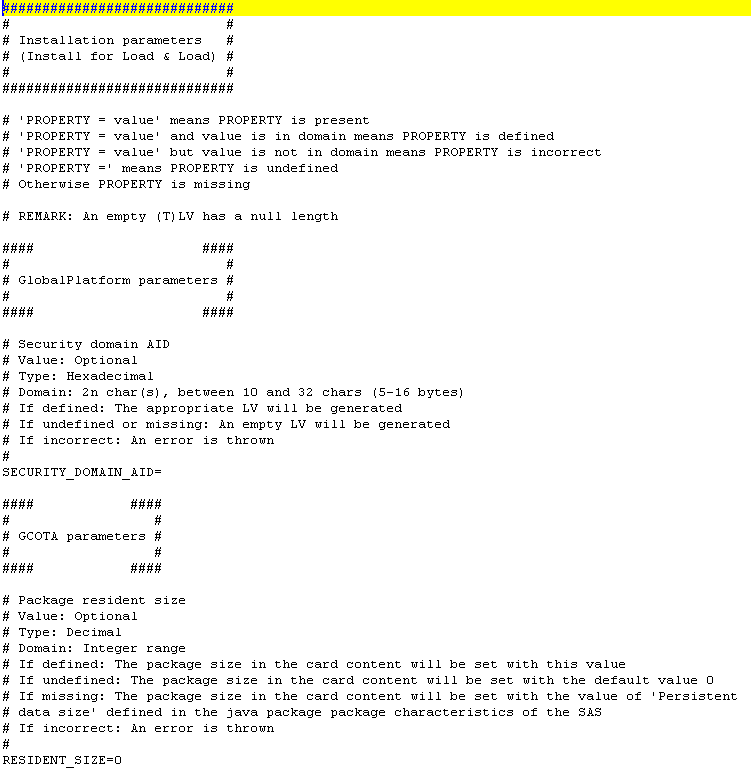 #############################
#                           #
# Installation parameters   #
# (Install for Load & Load) #
#                           #
#############################
# 'PROPERTY = value' means PROPERTY is present
# 'PROPERTY = value' and value is in domain means PROPERTY is defined
# 'PROPERTY = value' but value is not in domain means PROPERTY is incorrect
# 'PROPERTY =' means PROPERTY is undefined
# Otherwise PROPERTY is missing
# REMARK: An empty (T)LV has a null length
####                     ####
#                           #
# GlobalPlatform parameters #
#                           #
####                     ####
# Security domain AID
# Value: Optional
# Type: Hexadecimal
# Domain: 2n char(s), between 10 and 32 chars (5-16 bytes)
# If defined: The appropriate LV will be generated
# If undefined or missing: An empty LV will be generated
# If incorrect: An error is thrown
#
SECURITY_DOMAIN_AID=
####            ####
#                  #
# GCOTA parameters #
#                  #
####            ####
# Package resident size
# Value: Optional
# Type: Decimal
# Domain: Integer range
# If defined: The package size in the card content will be set with this value
# If undefined: The package size in the card content will be set with the default value 0
# If missing: The package size in the card content will be set with the value of 'Persistent
# data size' defined in the java package package characteristics of the SAS
# If incorrect: An error is thrown
#
RESIDENT_SIZE=0